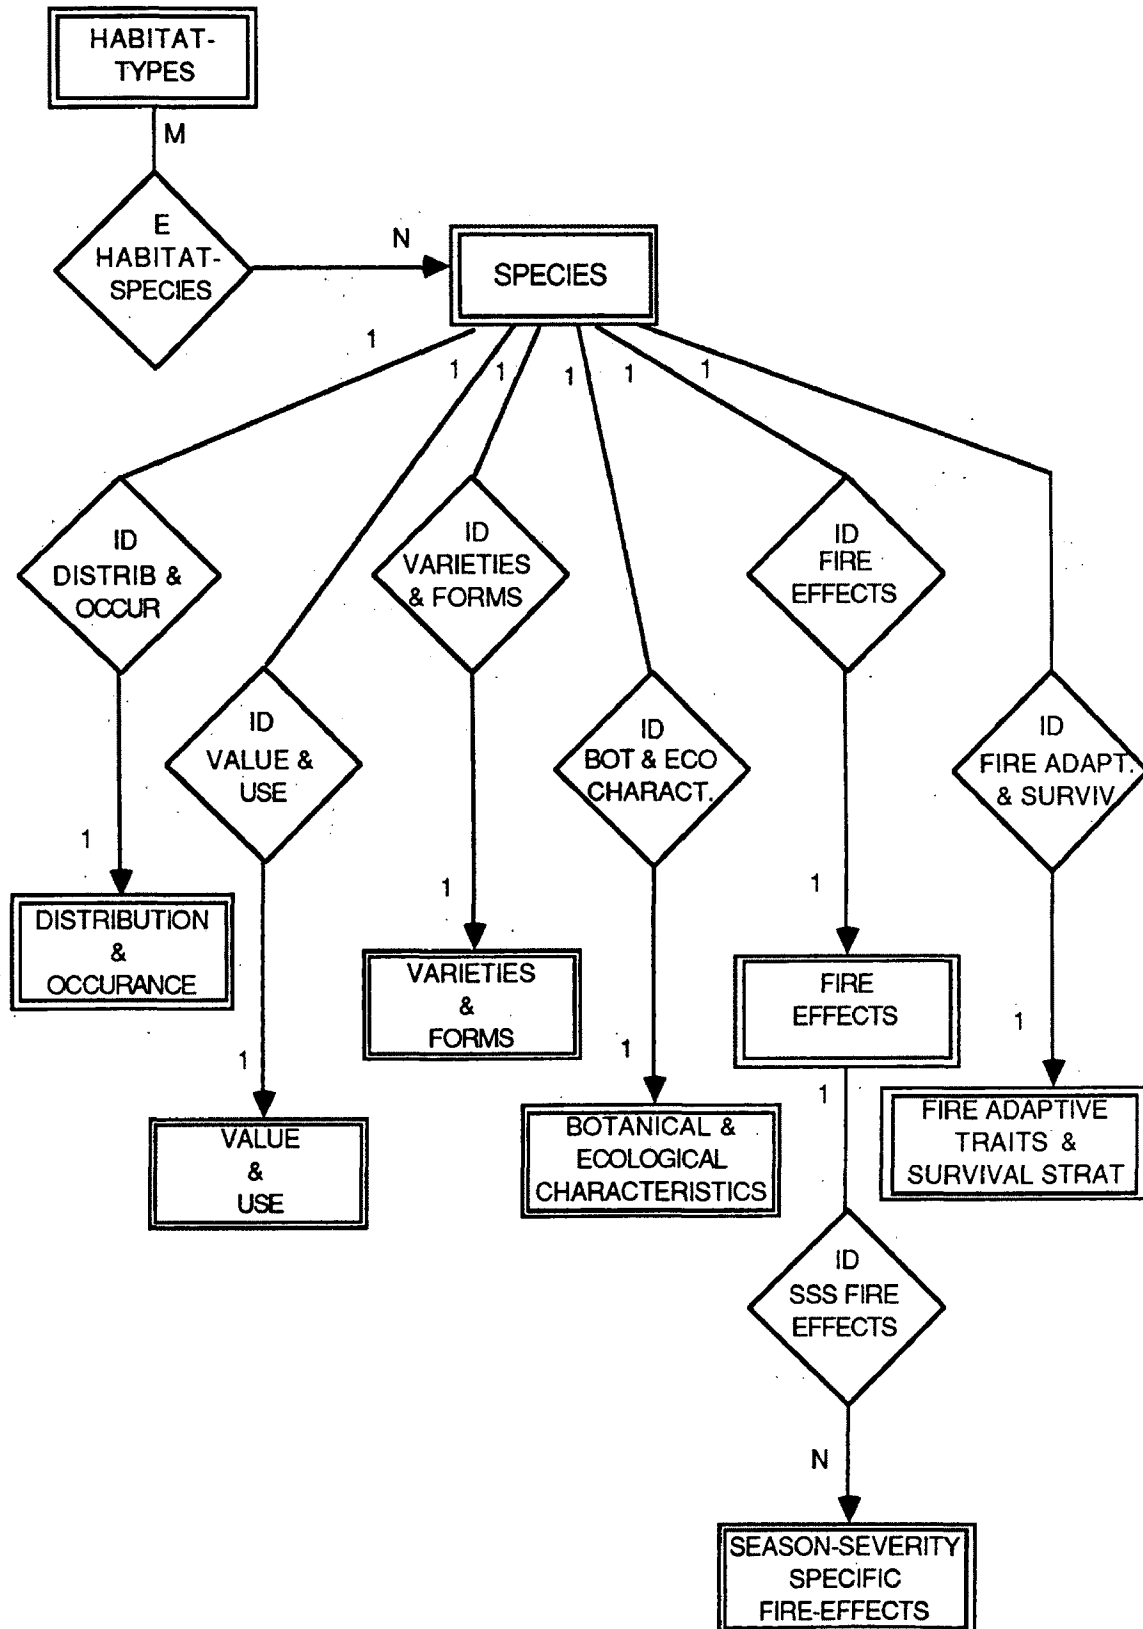 HABITAT-
TYPES
M
E
HABITAT-
SPECIES
N
SPECIES
1
1
1
1
1
1
ID
DISTRIB &
OCCUR
ID
VARIETIES
& FORMS
ID
FIRE
EFFECTS
ID
VALUE &
USE
ID
BOT & ECO
CHARACT.
ID
FIRE ADAPT.
& SURVIV.
1
DISTRIBUTION
&
OCCURANCE
1
VARIETIES
&
FORMS
1
FIRE
EFFECTS
1
VALUE
&
USE
1
BOTANICAL &
ECOLOGICAL
CHARACTERISTICS
1
FIRE ADAPTIVE
TRAITS &
SURVIVAL STRAT
1
ID
SSS FIRE
EFFECTS
N
SEASON-SEVERITY
SPECIFIC
FIRE-EFFECTS